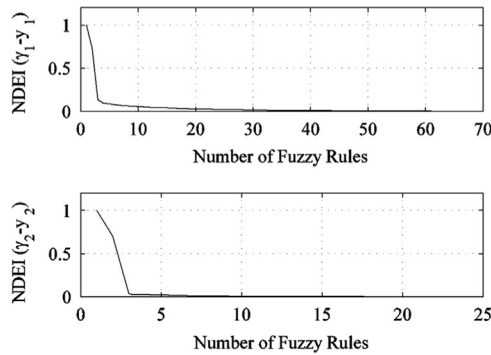 NDEI (γ₁-y₁)
1
0.5
0
0 10 20 30 40 50 60 70
Number of Fuzzy Rules
NDEI (γ₂-y₂)
1
0.5
0
0 5 10 15 20 25
Number of Fuzzy Rules